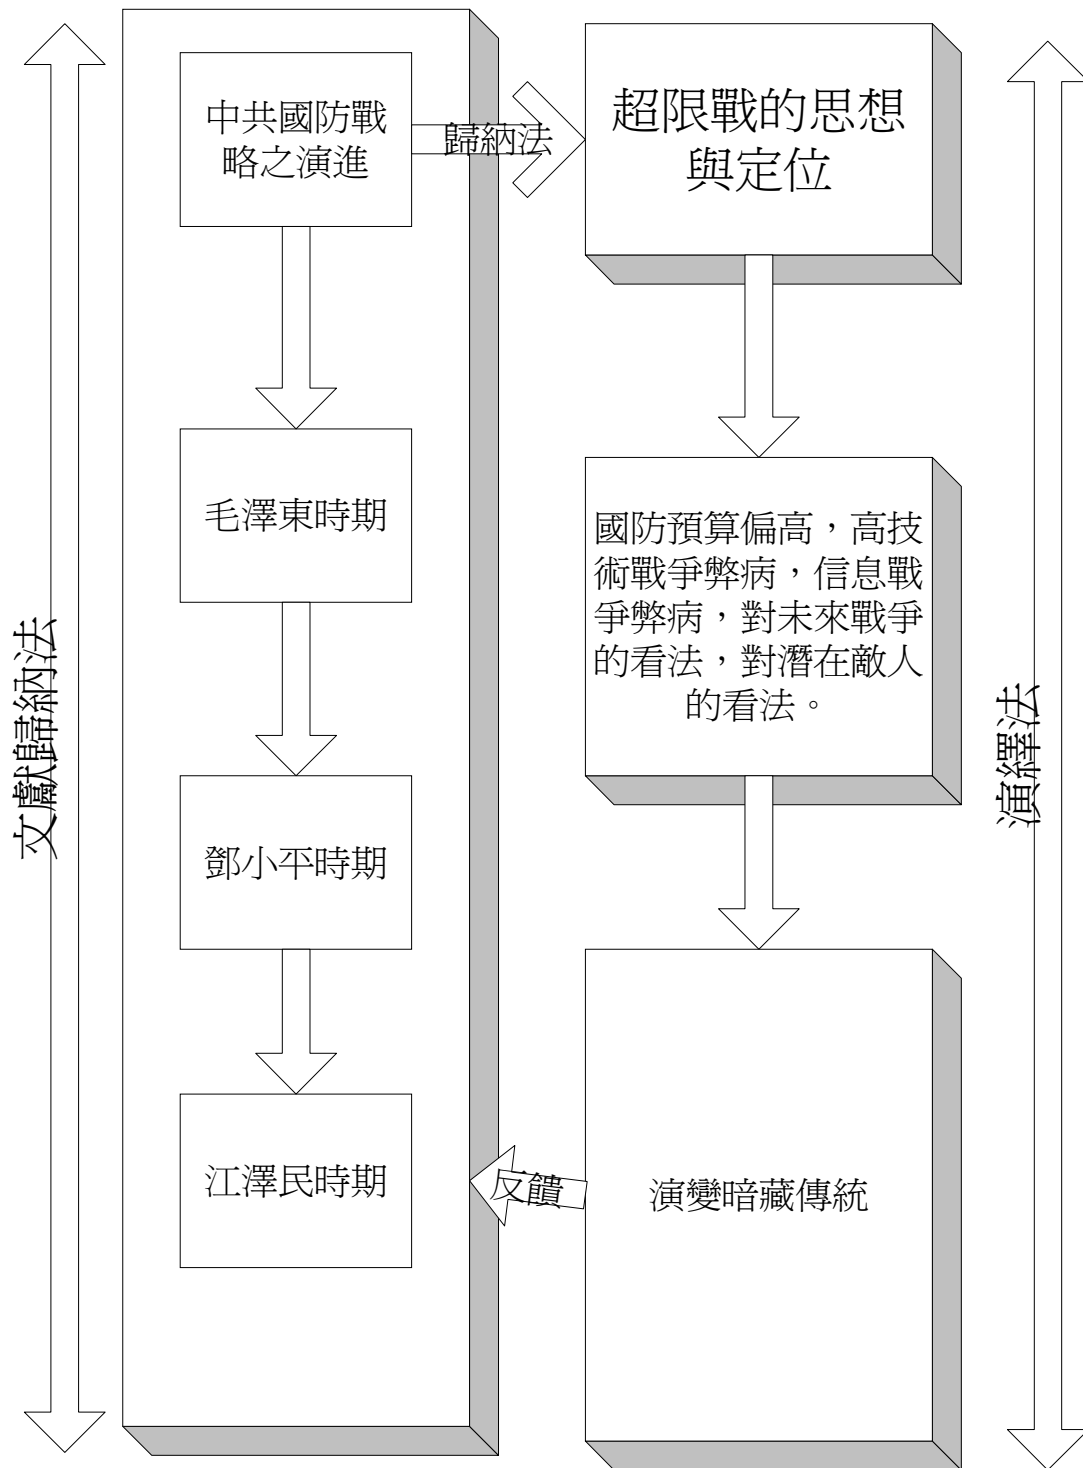 中共國防戰
略之演進
歸納法
超限戰的思想
與定位
毛澤東時期
國防預算偏高，高技
術戰爭弊病，信息戰
爭弊病，對未來戰爭
的看法，對潛在敵人
的看法。
文獻歸納法
演繹法
鄧小平時期
江澤民時期
反饋
演變暗藏傳統